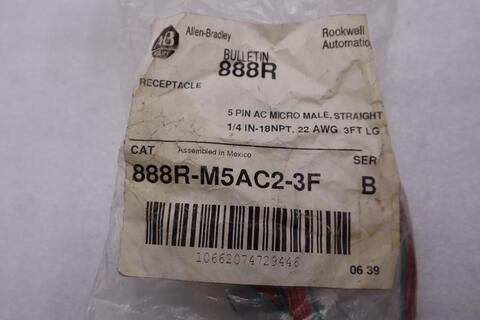 AB
Allen-Bradley
Rockwell
Automation
BULLETIN
888R
RECEPTACLE
5 PIN AC MICRO MALE, STRAIGHT
1/4 IN-18NPT, 22 AWG 3FT LG
CAT Assembled in Mexico SER
888R-M5AC2-3F B
10662074729446
06 39